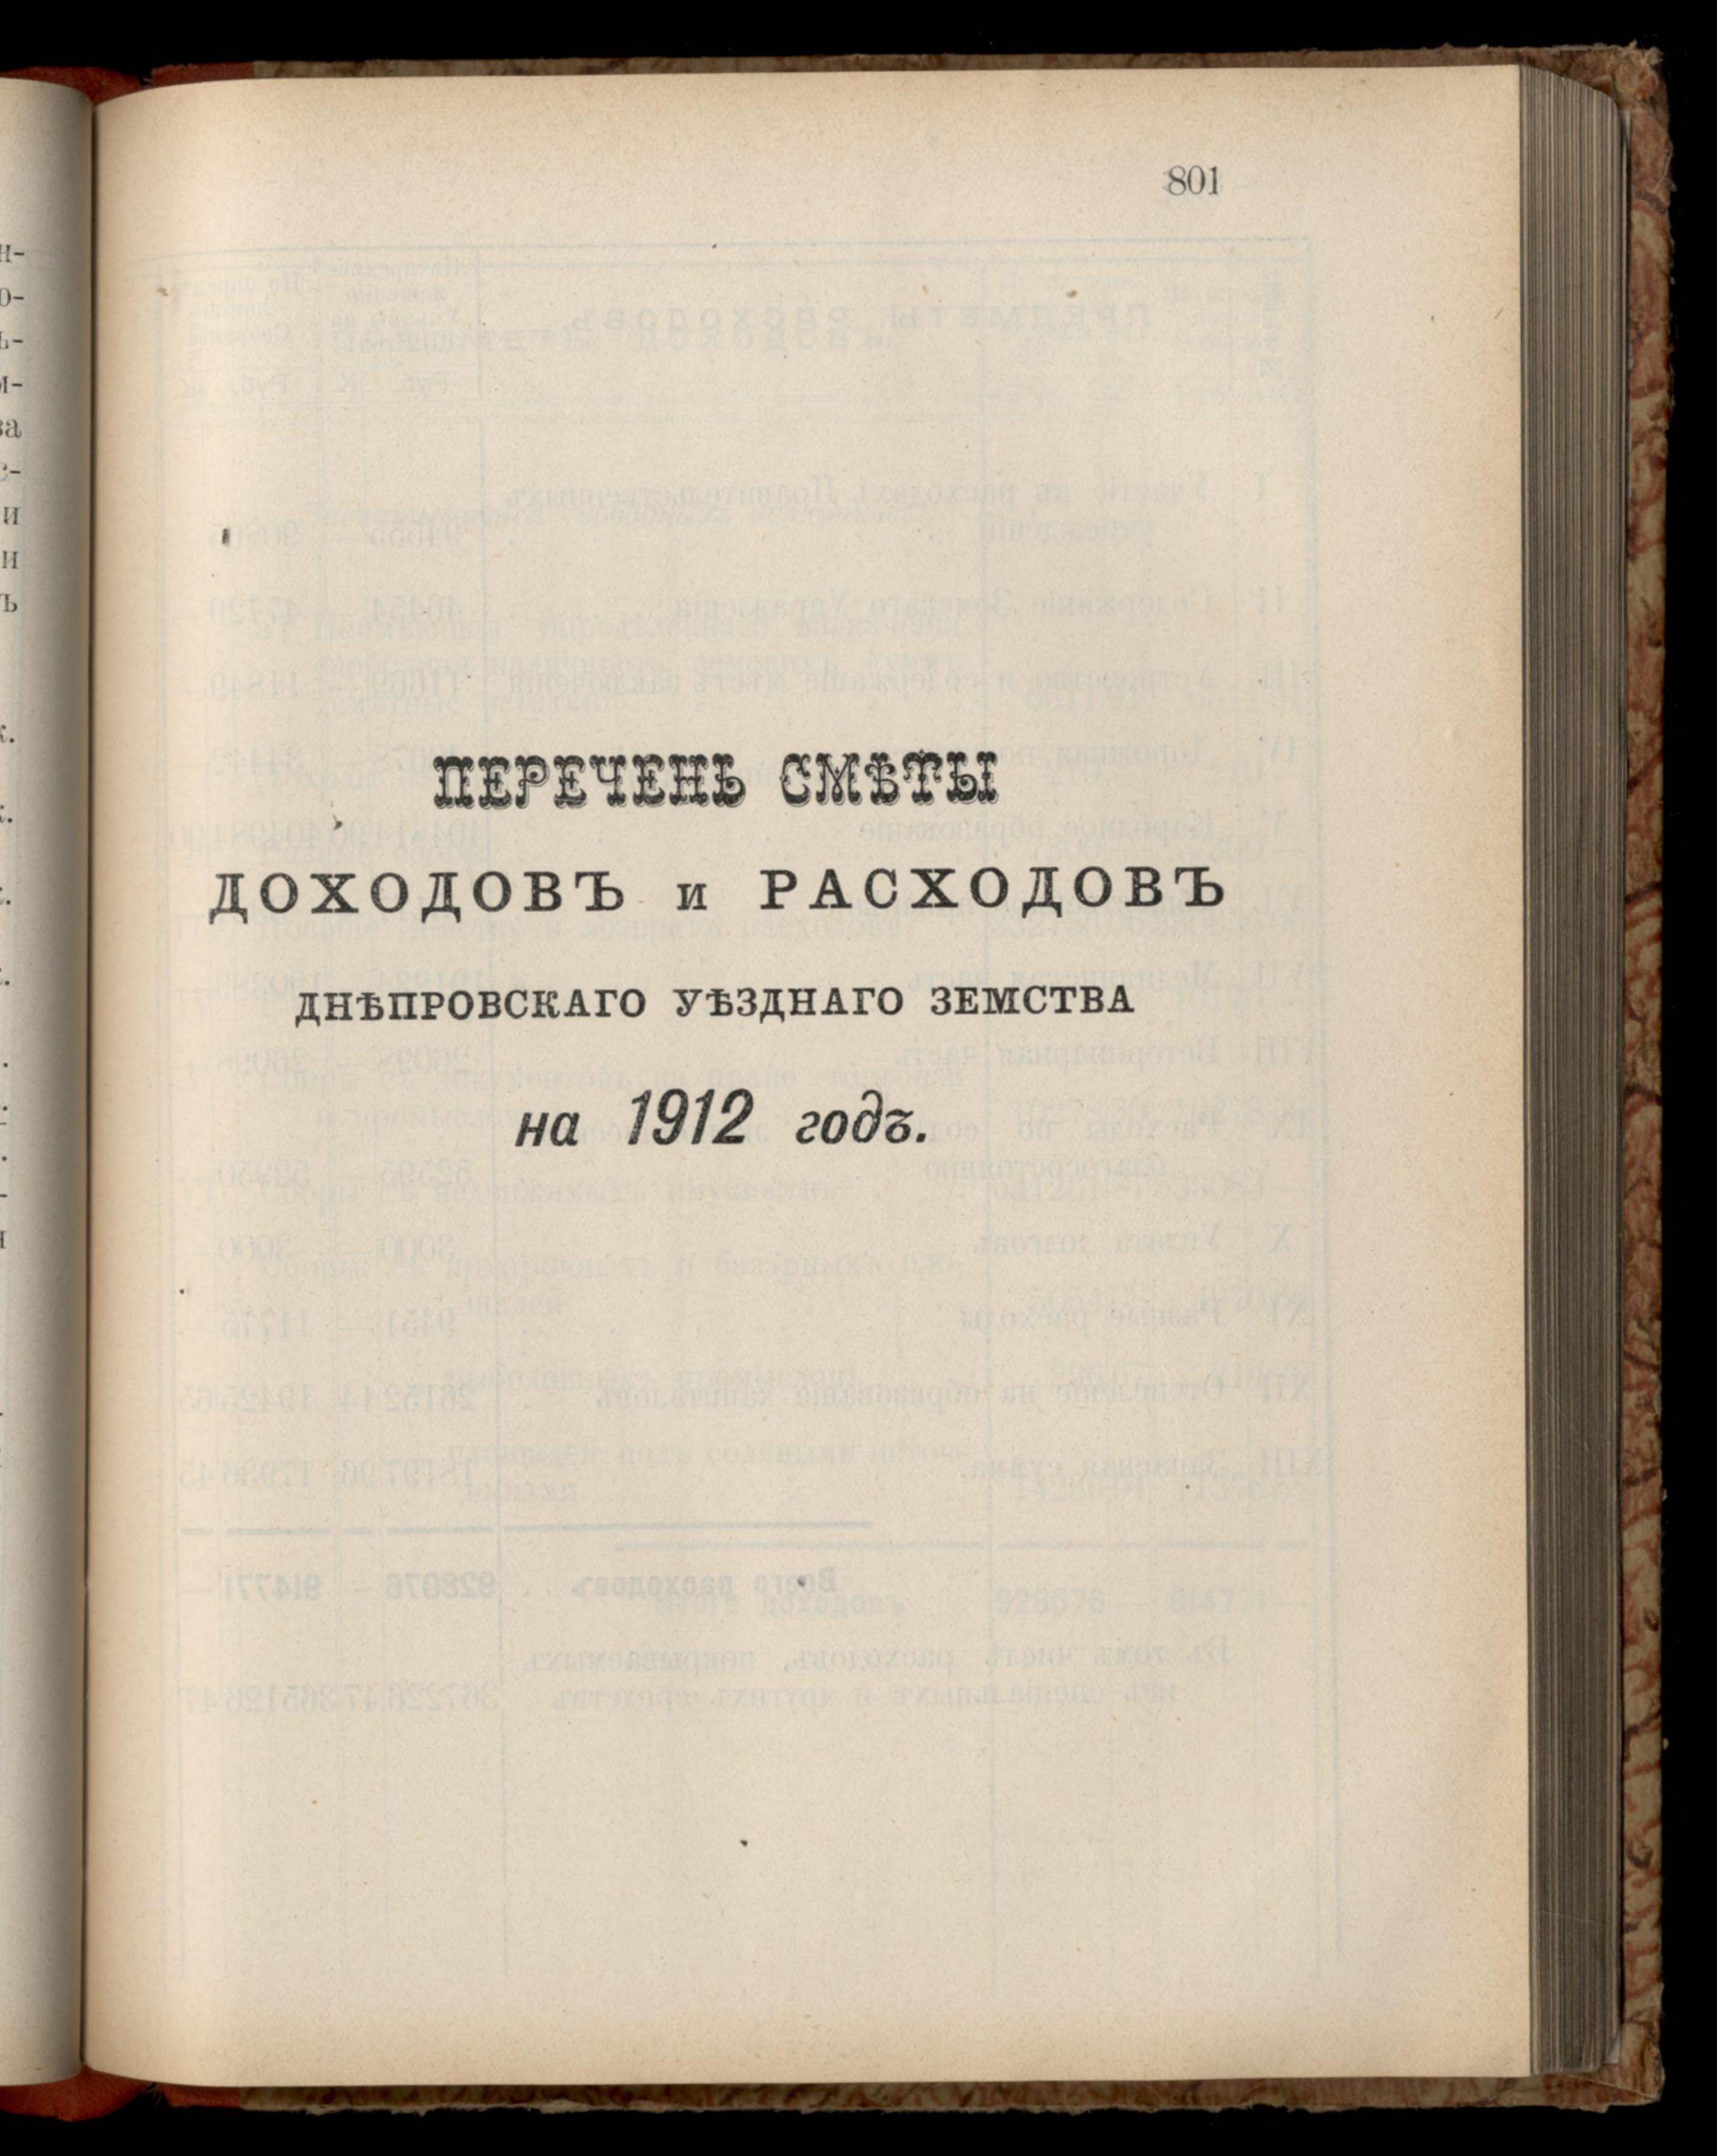 801
ПЕРЕЧЕНЬ СМѢТЫ
ДОХОДОВЪ и РАСХОДОВЪ
ДНѢПРОВСКАГО УѢЗДНАГО ЗЕМСТВА
на 1912 годъ.